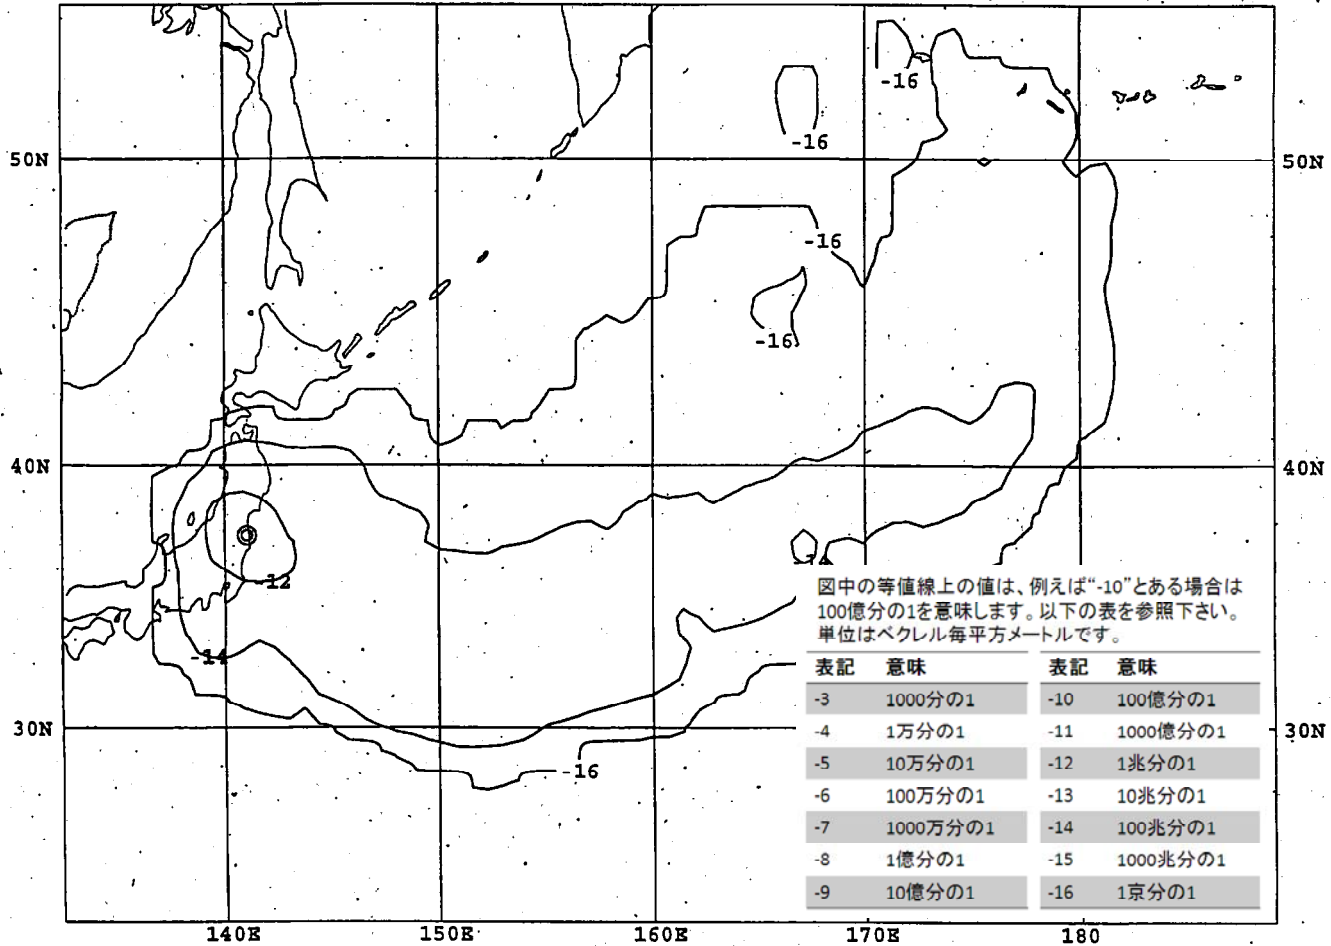 -16
-16
50N
50N
-16
-16
40N
40N
-12
-14
図中の等値線上の値は、例えば“-10”とある場合は
100億分の1を意味します。以下の表を参照下さい。
単位はベクレル毎平方メートルです。
表記 意味 表記 意味
-3 1000分の1 -10 100億分の1
-4 1万分の1 -11 1000億分の1
-5 10万分の1 -12 1兆分の1
-6 100万分の1 -13 10兆分の1
-7 1000万分の1 -14 100兆分の1
-8 1億分の1 -15 1000兆分の1
-9 10億分の1 -16 1京分の1
30N
30N
-16
140E 150E 160E 170E 180